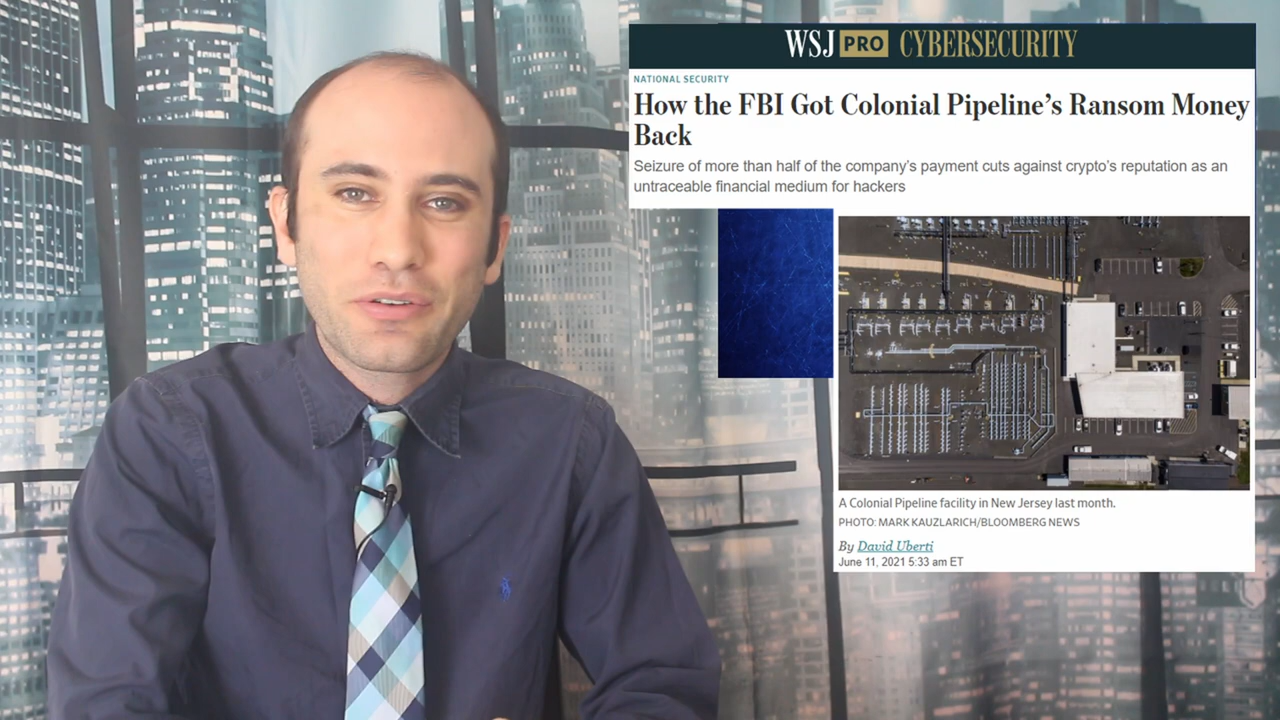 WSJ PRO CYBERSECURITY
NATIONAL SECURITY
How the FBI Got Colonial Pipeline’s Ransom Money
Back
Seizure of more than half of the company’s payment cuts against crypto’s reputation as an
untraceable financial medium for hackers
A Colonial Pipeline facility in New Jersey last month.
PHOTO: MARK KAUZLARICH/BLOOMBERG NEWS
By David Uberti
June 11, 2021 5:33 am ET